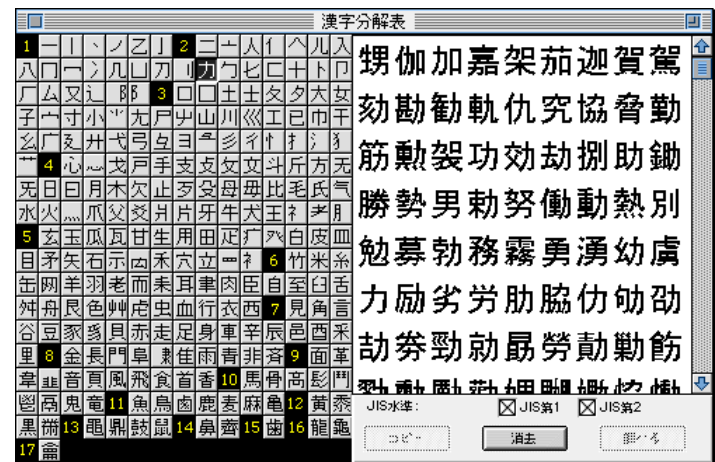 漢字分解表
1 一 丨 丶 ノ 乙 亅 2 二 亠 人 亻 𠆢 儿 入
八 冂 冖 冫 几 凵 刀 刂 力 勹 匕 匚 十 卜 卩
厂 厶 又 辶 阝 3 口 囗 土 士 夂 夕 大 女
子 宀 寸 小 ⺌ 尢 尸 屮 山 川 巛 工 已 巾 干
幺 广 廴 廾 弋 弓 彑 彐 彡 彳 忄 扌 氵 犭
艹 4 心 㣺 戈 戸 手 支 攴 攵 文 斗 斤 方 无
旡 日 曰 月 木 欠 止 歹 殳 母 毋 比 毛 氏 气
水 火 灬 爪 父 爻 爿 片 牙 牛 犬 王 礻 耂 月
5 玄 玉 瓜 瓦 甘 生 用 田 疋 疒 癶 白 皮 皿
目 矛 矢 石 示 禸 禾 穴 立 罒 衤 6 竹 米 糸
缶 网 羊 羽 老 而 耒 耳 聿 肉 臣 自 至 臼 舌
舛 舟 艮 色 艸 虍 虫 血 行 衣 西 7 見 角 言
谷 豆 豕 豸 貝 赤 走 足 身 車 辛 辰 邑 酉 釆
里 8 金 長 門 阜 隶 隹 雨 青 非 斉 9 面 革
韋 韭 音 頁 風 飛 食 首 香 10 馬 骨 高 髟 鬥
鬯 鬲 鬼 竜 11 魚 鳥 鹵 鹿 麦 麻 亀 12 黄 黍
黒 黹 13 黽 鼎 鼓 鼠 14 鼻 齊 15 歯 16 龍 龜
17 龠
甥伽加嘉架茄迦賀駕
劾勘勧軌仇究協脅勤
筋勲袈功効劫捌助鋤
勝勢男勅努働動熱別
勉募勃務霧勇湧幼虜
力励劣労肋脇仂劬劭
劼劵勁勍勗勞勣勦飭
JIS水準: JIS第1 JIS第2
コピー 消去 調べる